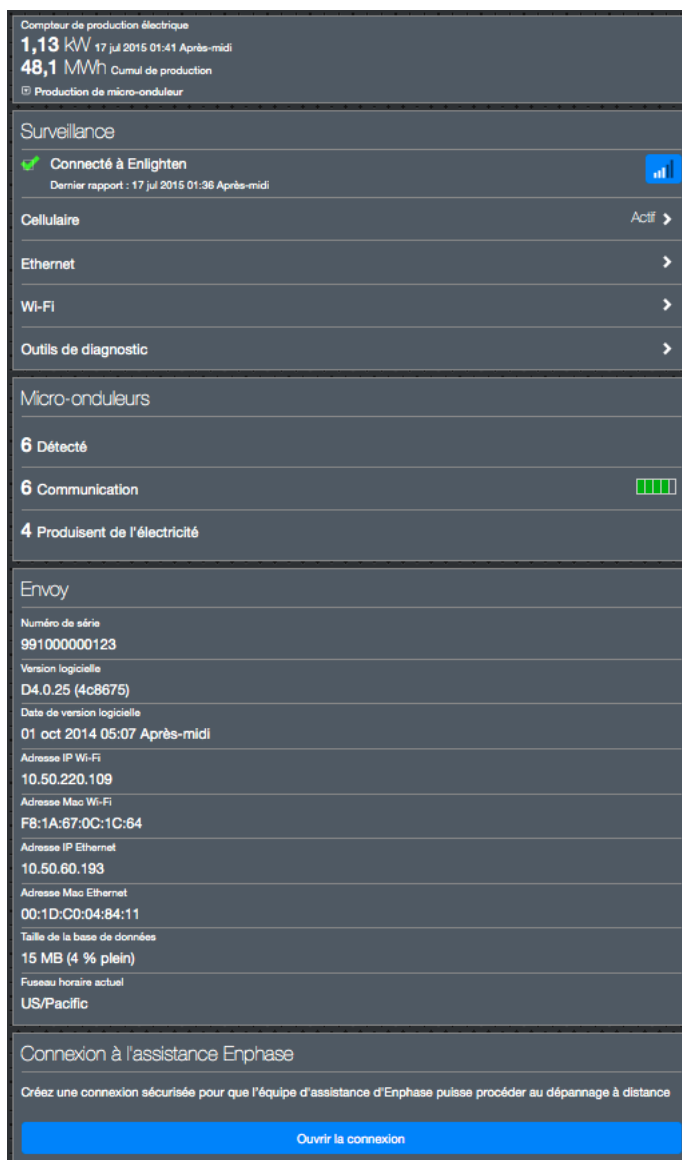 Compteur de production électrique
1,13 kW 17 jul 2015 01:41 Après-midi
48,1 MWh Cumul de production
Production de micro-onduleur
Surveillance
Connecté à Enlighten
Dernier rapport : 17 jul 2015 01:36 Après-midi
Cellulaire Actif
Ethernet
Wi-Fi
Outils de diagnostic
Micro-onduleurs
6 Détecté
6 Communication
4 Produisent de l'électricité
Envoy
Numéro de série
991000000123
Version logicielle
D4.0.25 (4c8675)
Date de version logicielle
01 oct 2014 05:07 Après-midi
Adresse IP Wi-Fi
10.50.220.109
Adresse Mac Wi-Fi
F8:1A:67:0C:1C:64
Adresse IP Ethernet
10.50.60.193
Adresse Mac Ethernet
00:1D:C0:04:84:11
Taille de la base de données
15 MB (4 % plein)
Fuseau horaire actuel
US/Pacific
Connexion à l'assistance Enphase
Créez une connexion sécurisée pour que l'équipe d'assistance d'Enphase puisse procéder au dépannage à distance
Ouvrir la connexion